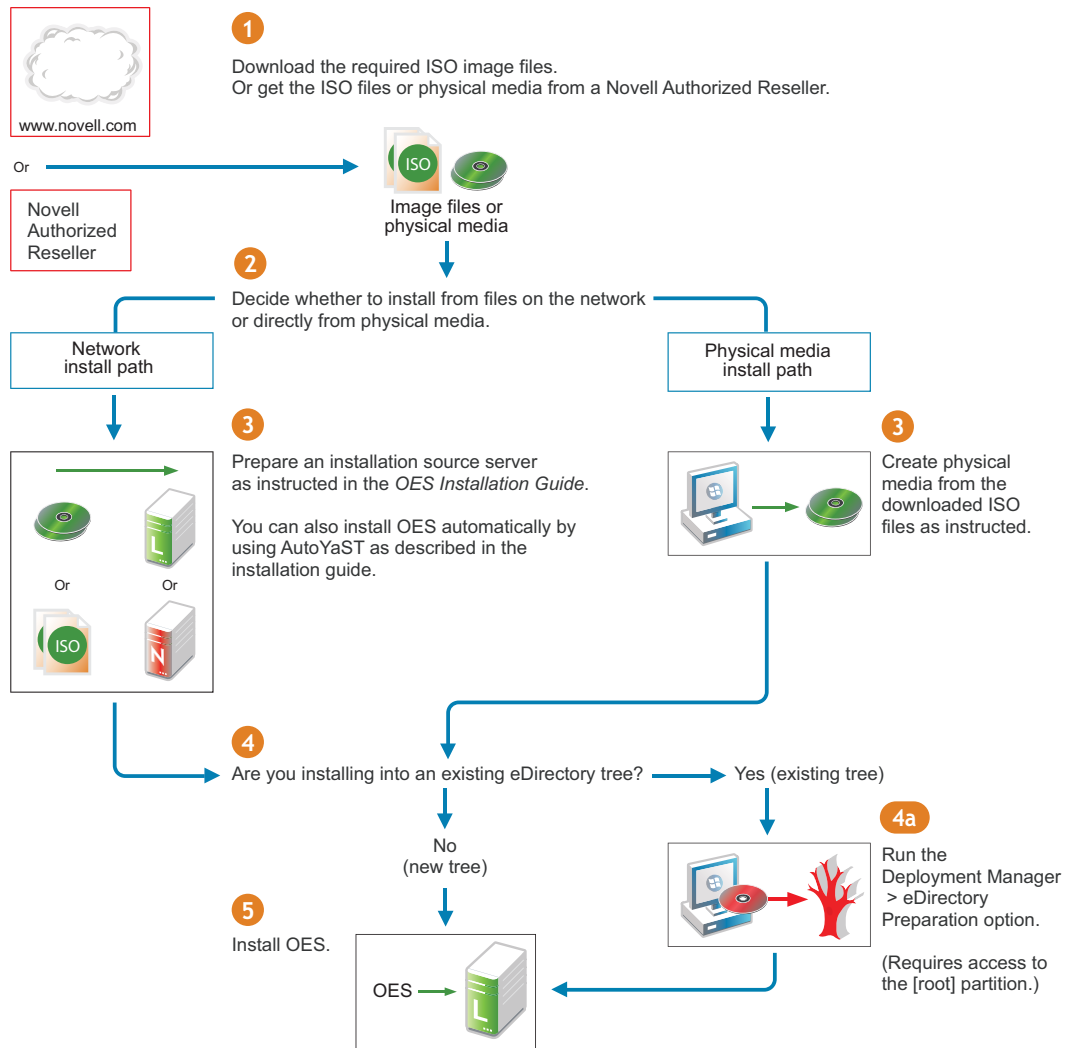 1
Download the required ISO image files.
Or get the ISO files or physical media from a Novell Authorized Reseller.
www.novell.com
Or
Novell
Authorized
Reseller
ISO
Image files or
physical media
2
Decide whether to install from files on the network
or directly from physical media.
Network
install path
Physical media
install path
3
Prepare an installation source server
as instructed in the OES Installation Guide.
You can also install OES automatically by
using AutoYaST as described in the
installation guide.
L
Or
Or
ISO
N
3
Create physical
media from the
downloaded ISO
files as instructed.
4
Are you installing into an existing eDirectory tree?
Yes (existing tree)
No
(new tree)
4a
Run the
Deployment Manager
> eDirectory
Preparation option.
(Requires access to
the [root] partition.)
5
Install OES.
OES
L